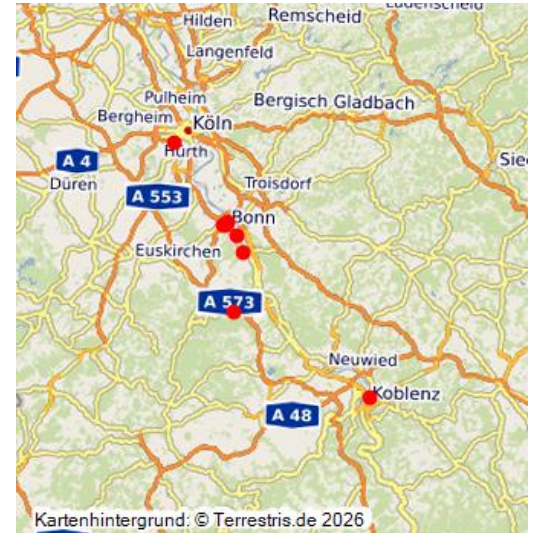 Hilden
Remscheid
Langenfeld
Pulheim
Bergheim
Köln
Bergisch Gladbach
Hürth
A 4
Düren
A 553
Troisdorf
Bonn
Euskirchen
A 573
Neuwied
Koblenz
A 48
Kartenhintergrund: © Terrestris.de 2026